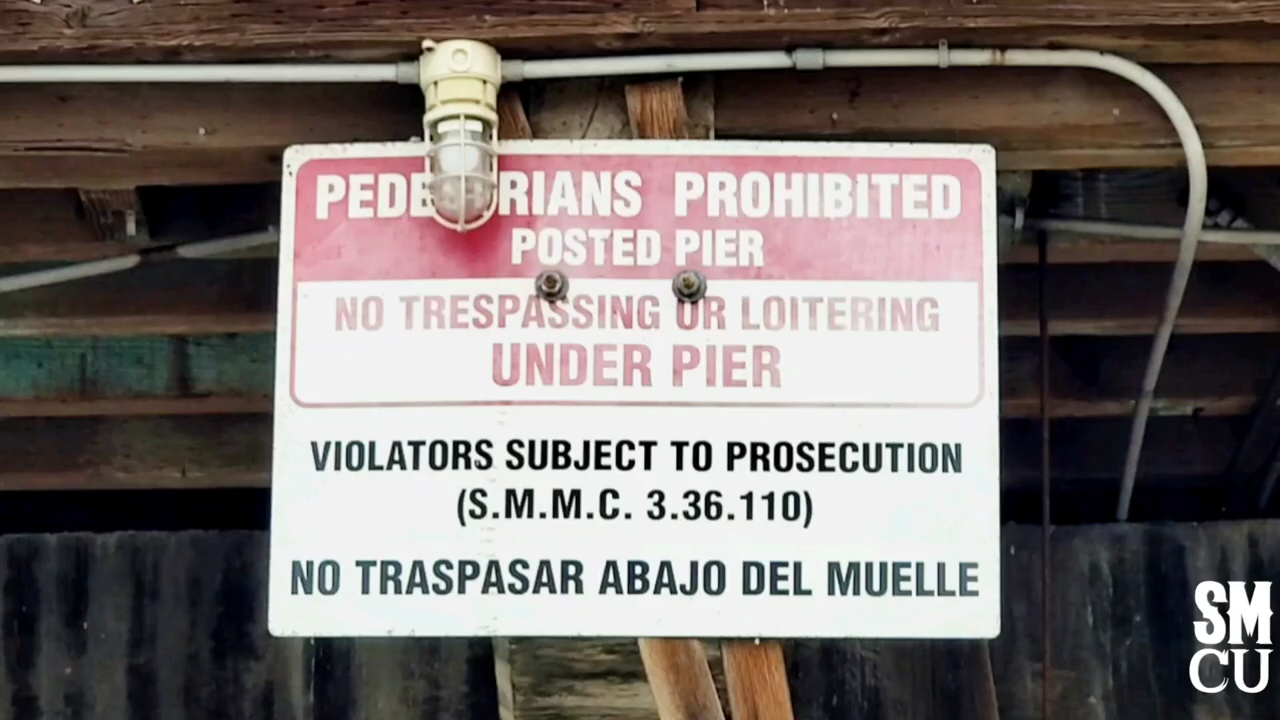 PEDESTRIANS PROHIBITED
POSTED PIER
NO TRESPASSING OR LOITERING
UNDER PIER
VIOLATORS SUBJECT TO PROSECUTION
(S.M.M.C. 3.36.110)
NO TRASPASAR ABAJO DEL MUELLE
SM
CU